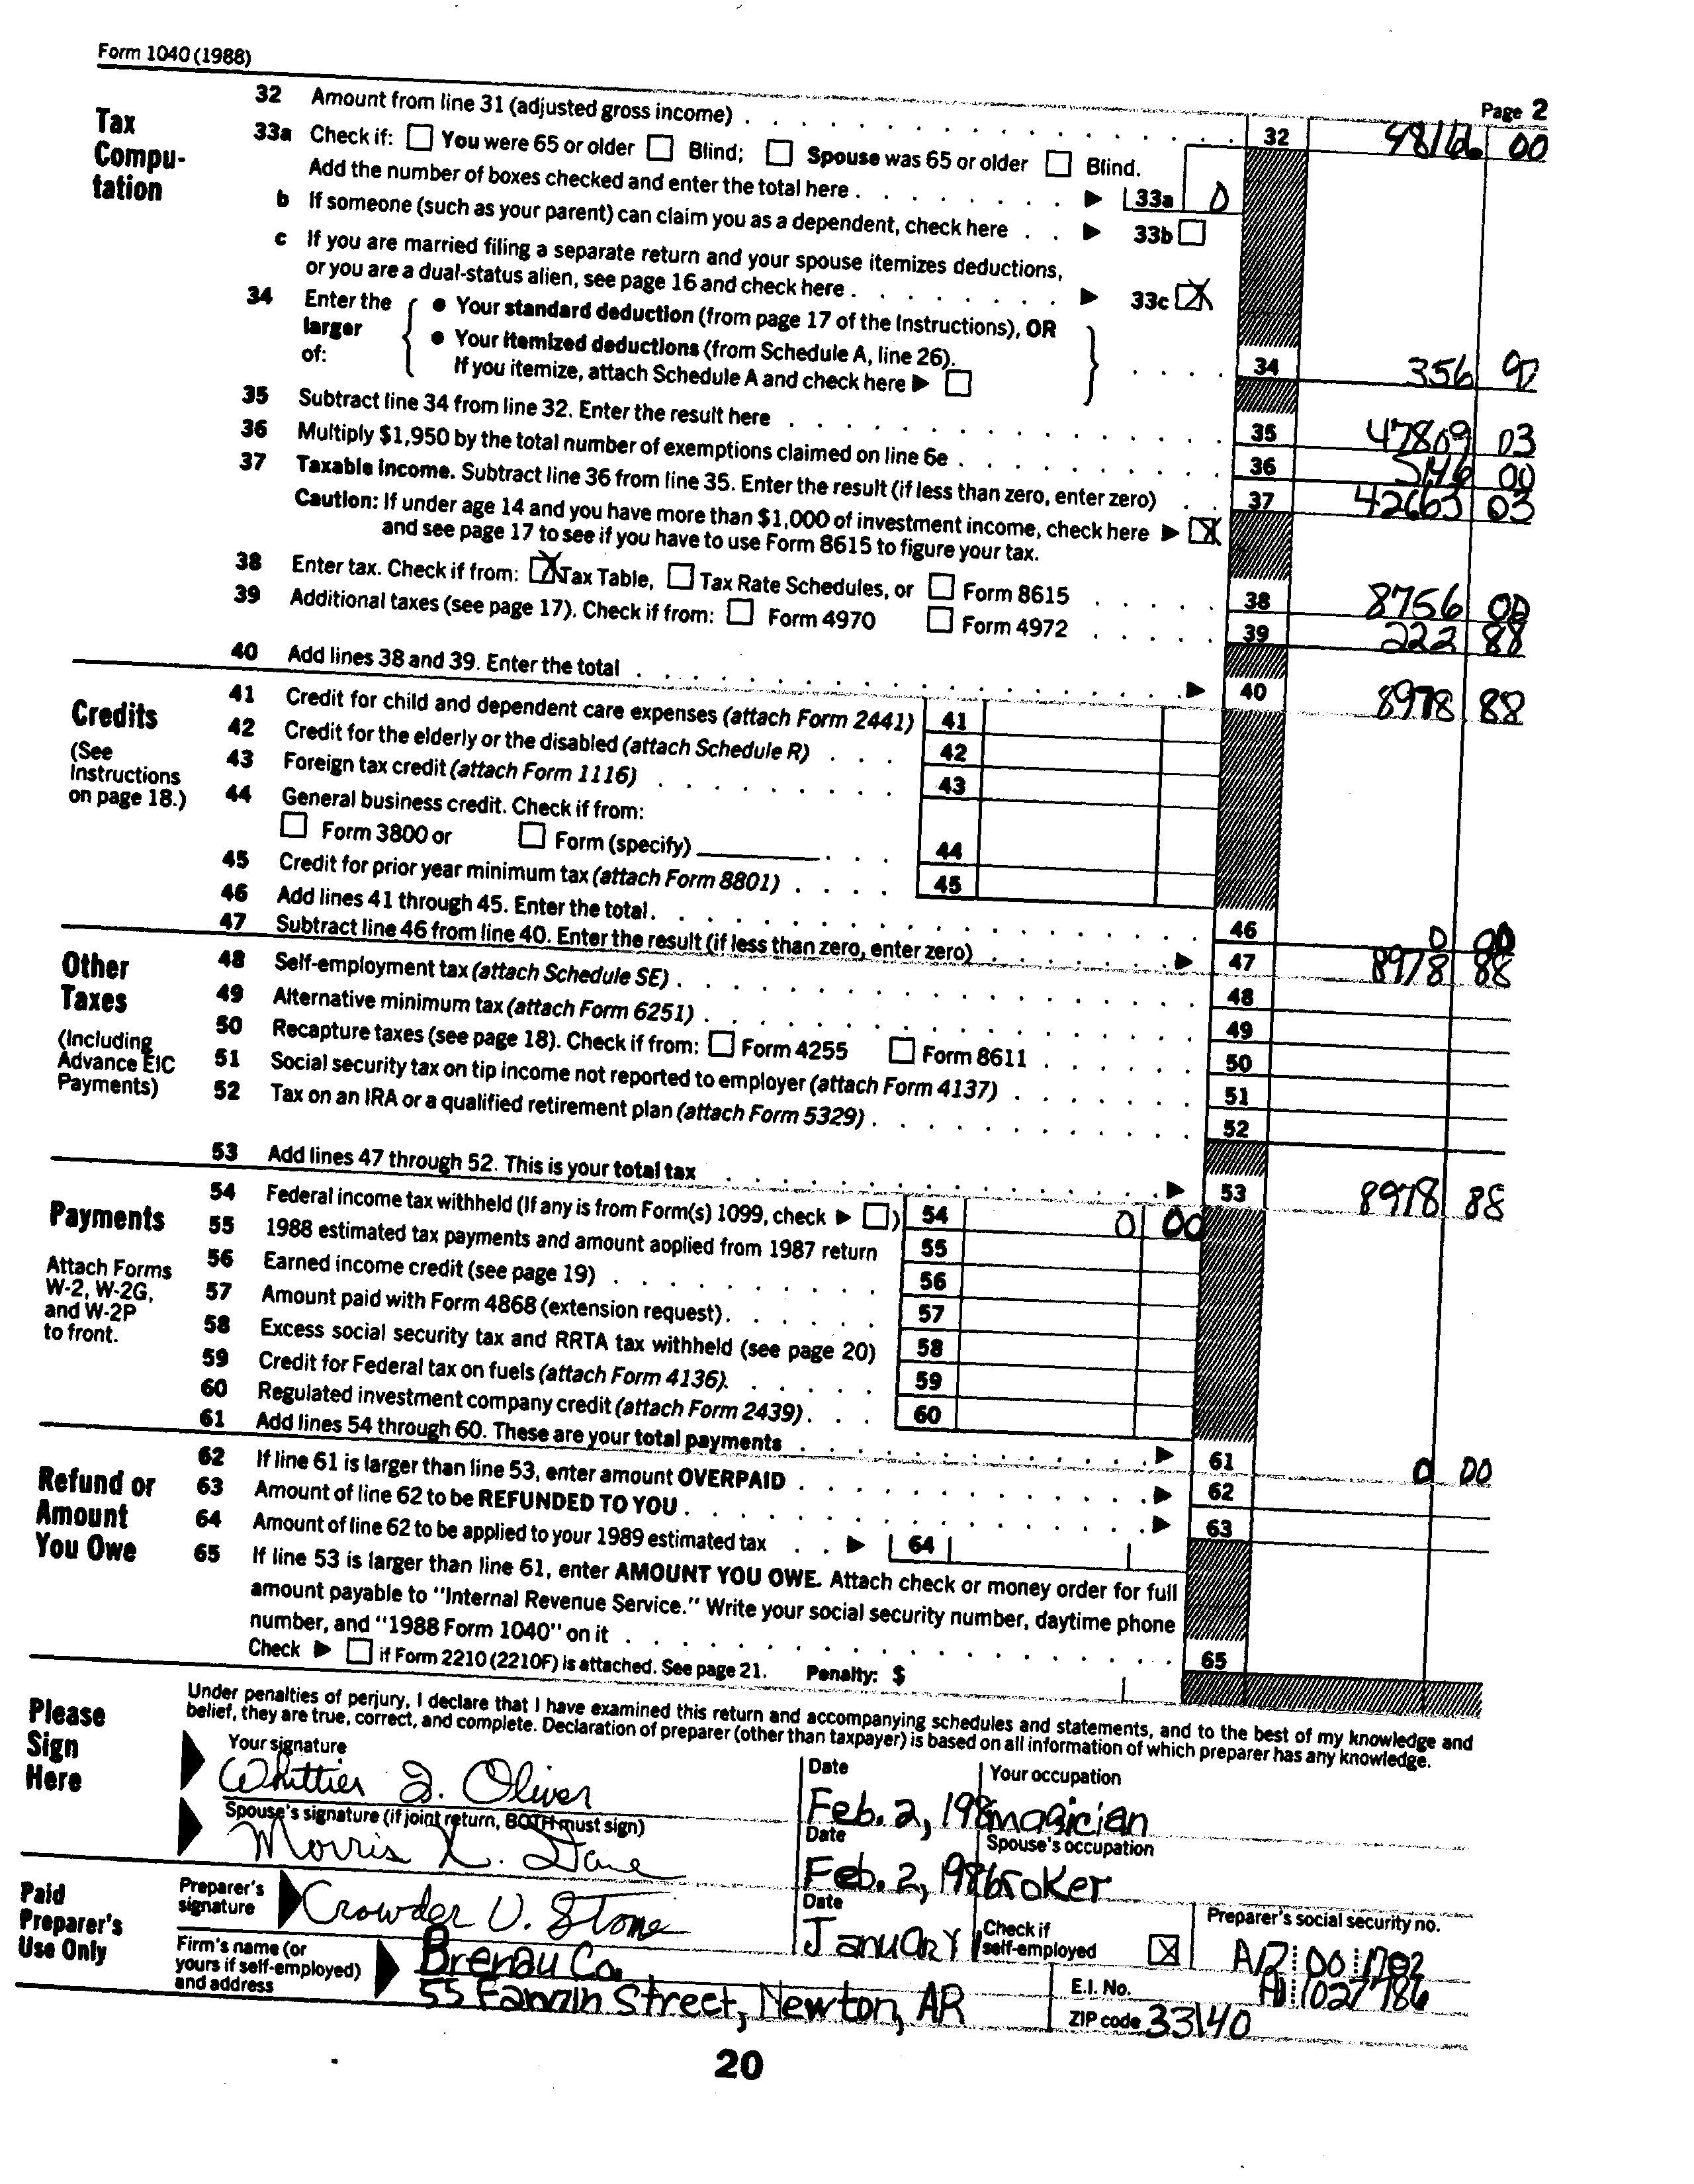 Form 1040 (1988)
Page 2
Tax Compu-tation
32 Amount from line 31 (adjusted gross income) 32 48166 00
33a Check if: You were 65 or older Blind; Spouse was 65 or older Blind.
Add the number of boxes checked and enter the total here 33a 0
b If someone (such as your parent) can claim you as a dependent, check here 33b
c If you are married filing a separate return and your spouse itemizes deductions,
or you are a dual-status alien, see page 16 and check here 33c X
34 Enter the larger of:
● Your standard deduction (from page 17 of the Instructions), OR
● Your itemized deductions (from Schedule A, line 26).
If you itemize, attach Schedule A and check here ▶ 34 356 97
35 Subtract line 34 from line 32. Enter the result here 35 47809 03
36 Multiply $1,950 by the total number of exemptions claimed on line 6e 36 5146 00
37 Taxable income. Subtract line 36 from line 35. Enter the result (if less than zero, enter zero) 37 42663 03
Caution: If under age 14 and you have more than $1,000 of investment income, check here ▶ X
and see page 17 to see if you have to use Form 8615 to figure your tax.
38 Enter tax. Check if from: X Tax Table, Tax Rate Schedules, or Form 8615 38 8756 00
39 Additional taxes (see page 17). Check if from: Form 4970 Form 4972 39 222 88
40 Add lines 38 and 39. Enter the total ▶ 40 8978 88
Credits
(See Instructions on page 18.)
41 Credit for child and dependent care expenses (attach Form 2441) 41
42 Credit for the elderly or the disabled (attach Schedule R) 42
43 Foreign tax credit (attach Form 1116) 43
44 General business credit. Check if from:
Form 3800 or Form (specify) 44
45 Credit for prior year minimum tax (attach Form 8801) 45
46 Add lines 41 through 45. Enter the total 46 0 00
47 Subtract line 46 from line 40. Enter the result (if less than zero, enter zero) ▶ 47 8978 88
Other Taxes
(Including Advance EIC Payments)
48 Self-employment tax (attach Schedule SE) 48
49 Alternative minimum tax (attach Form 6251) 49
50 Recapture taxes (see page 18). Check if from: Form 4255 Form 8611 50
51 Social security tax on tip income not reported to employer (attach Form 4137) 51
52 Tax on an IRA or a qualified retirement plan (attach Form 5329) 52
53 Add lines 47 through 52. This is your total tax ▶ 53 8978 88
Payments
Attach Forms W-2, W-2G, and W-2P to front.
54 Federal income tax withheld (If any is from Form(s) 1099, check ▶ ) 54 0 00
55 1988 estimated tax payments and amount applied from 1987 return 55
56 Earned income credit (see page 19) 56
57 Amount paid with Form 4868 (extension request) 57
58 Excess social security tax and RRTA tax withheld (see page 20) 58
59 Credit for Federal tax on fuels (attach Form 4136) 59
60 Regulated investment company credit (attach Form 2439) 60
61 Add lines 54 through 60. These are your total payments ▶ 61 0 00
Refund or Amount You Owe
62 If line 61 is larger than line 53, enter amount OVERPAID ▶ 62
63 Amount of line 62 to be REFUNDED TO YOU ▶ 63
64 Amount of line 62 to be applied to your 1989 estimated tax ▶ 64
65 If line 53 is larger than line 61, enter AMOUNT YOU OWE. Attach check or money order for full
amount payable to "Internal Revenue Service." Write your social security number, daytime phone
number, and "1988 Form 1040" on it 65
Check ▶ if Form 2210 (2210F) is attached. See page 21. Penalty: $
Please Sign Here
Under penalties of perjury, I declare that I have examined this return and accompanying schedules and statements, and to the best of my knowledge and
belief, they are true, correct, and complete. Declaration of preparer (other than taxpayer) is based on all information of which preparer has any knowledge.
Your signature Date Your occupation
Whittier J. Oliver Feb. 2, 198 magician
Spouse's signature (if joint return, BOTH must sign) Date Spouse's occupation
Morris X. Dane Feb. 2, 198 broker
Paid Preparer's Use Only
Preparer's signature Crowder V. Stone Date January Check if self-employed X Preparer's social security no.
AR 00 1702
Firm's name (or yours if self-employed) and address
Brenau Co. E.I. No. 1027786
55 Fannin Street, Newton, AR ZIP code 33140
20